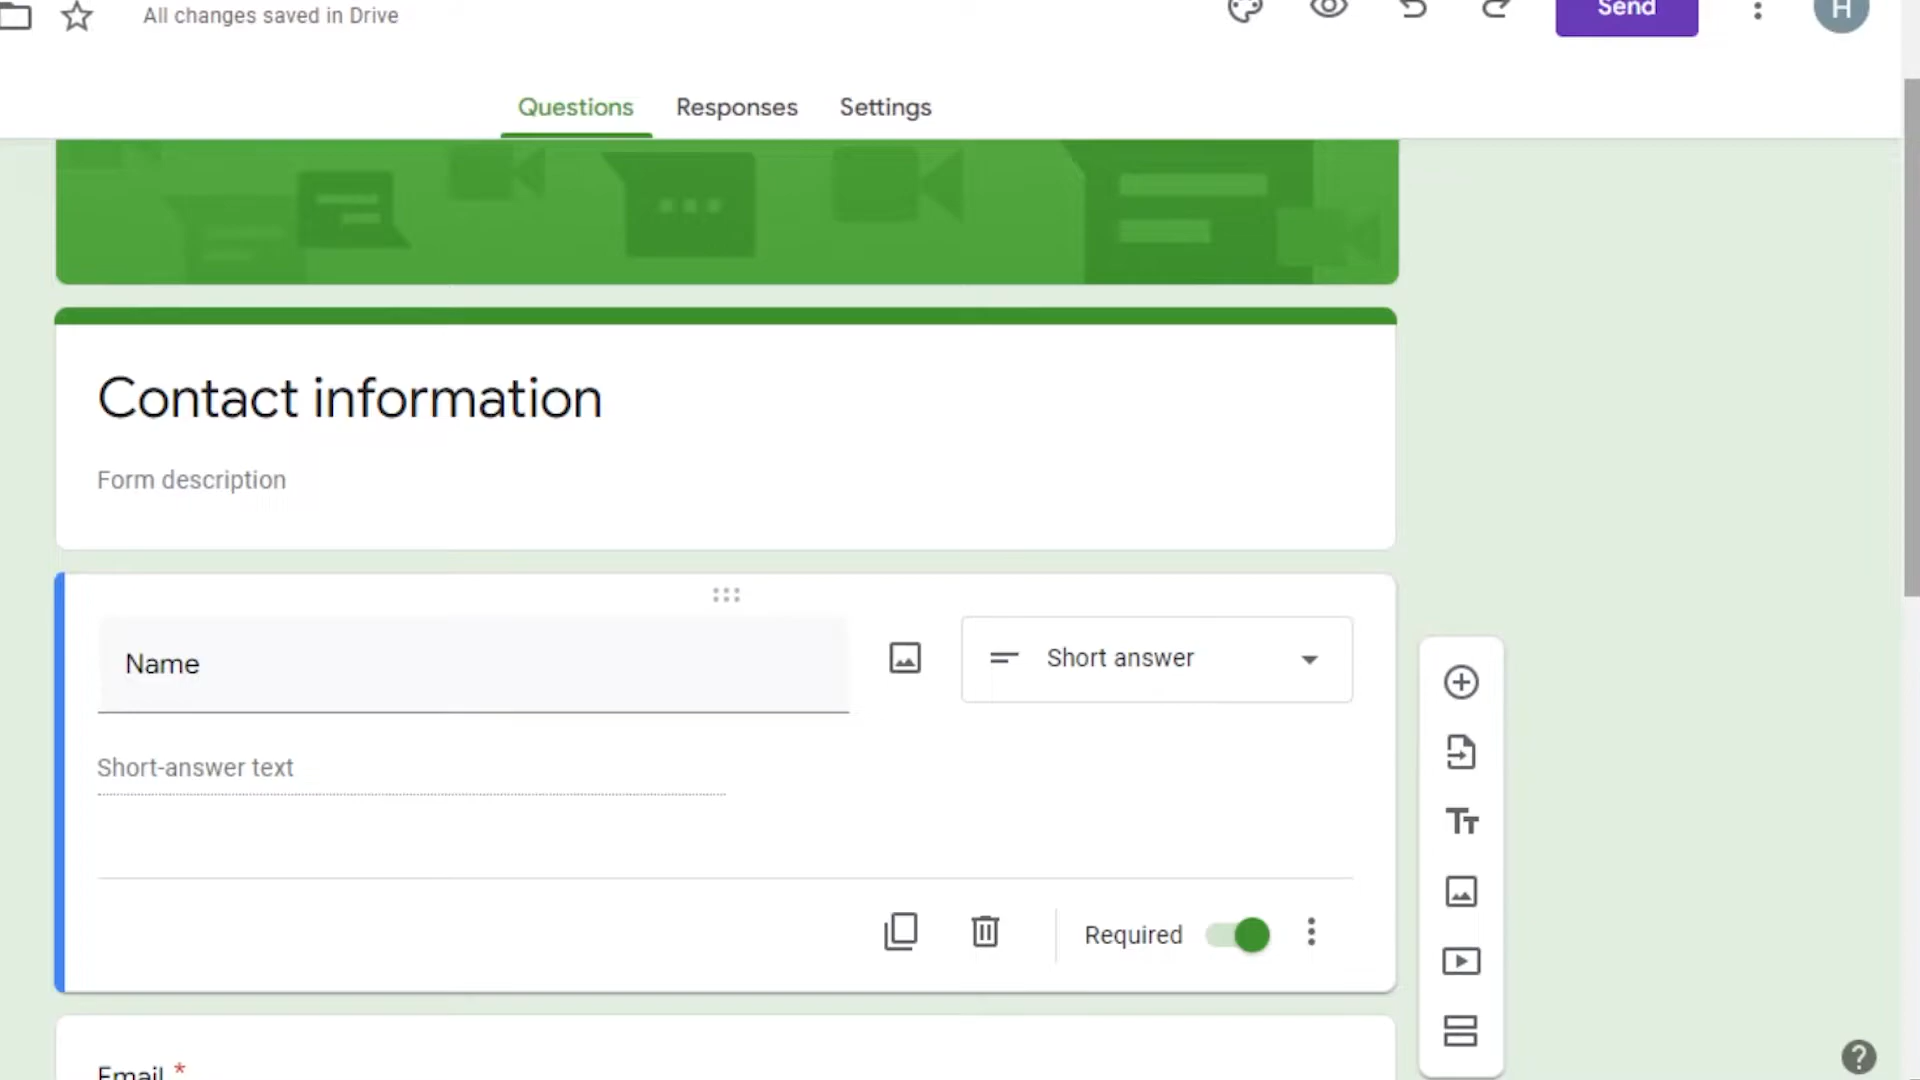 All changes saved in Drive
Send
H
Questions Responses Settings
Contact information
Form description
Name
Short answer
Short-answer text
Required
Email *